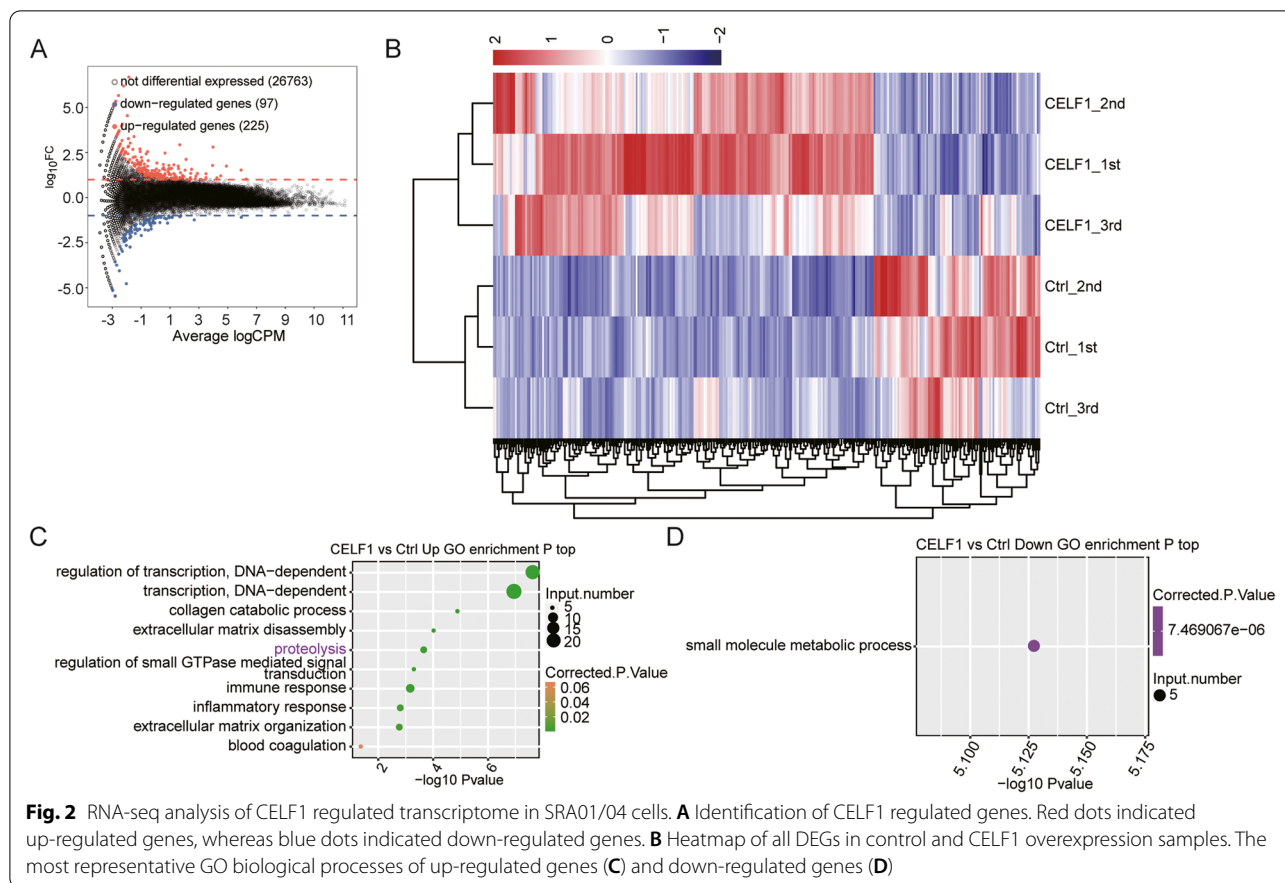 A
not differential expressed (26763)
down-regulated genes (97)
up-regulated genes (225)
log10FC
5.0
2.5
0.0
-2.5
-5.0
-3 -1 1 3 5 7 9 10 11
Average logCPM
B
2 1 0 -1 -2
CELF1_2nd
CELF1_1st
CELF1_3rd
Ctrl_2nd
Ctrl_1st
Ctrl_3rd
C
CELF1 vs Ctrl Up GO enrichment P top
regulation of transcription, DNA-dependent
transcription, DNA-dependent
collagen catabolic process
extracellular matrix disassembly
proteolysis
regulation of small GTPase mediated signal
transduction
immune response
inflammatory response
extracellular matrix organization
blood coagulation
2 4 6
−log10 Pvalue
Input.number
5
10
15
20
Corrected.P.Value
0.06
0.04
0.02
D
CELF1 vs Ctrl Down GO enrichment P top
small molecule metabolic process
5.100 5.125 5.150 5.175
−log10 Pvalue
Corrected.P.Value
7.469067e−06
Input.number
5
Fig. 2 RNA-seq analysis of CELF1 regulated transcriptome in SRA01/04 cells. A Identification of CELF1 regulated genes. Red dots indicated
up-regulated genes, whereas blue dots indicated down-regulated genes. B Heatmap of all DEGs in control and CELF1 overexpression samples. The
most representative GO biological processes of up-regulated genes (C) and down-regulated genes (D)